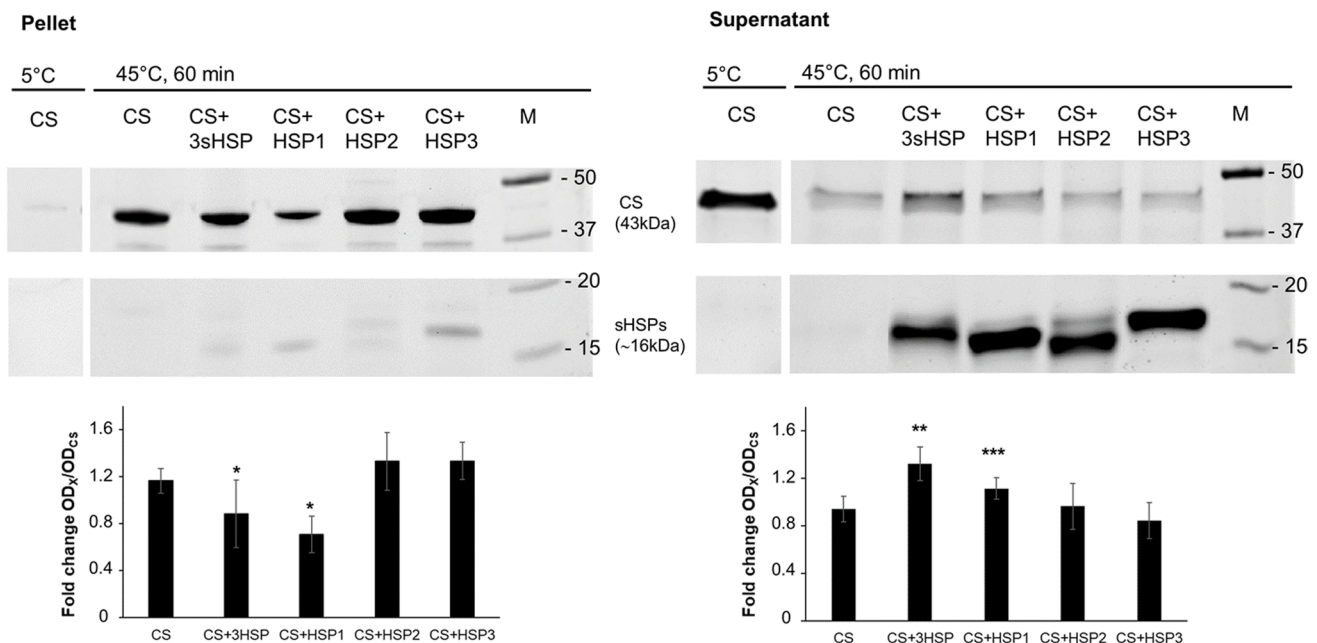 Pellet
5°C
45°C, 60 min
CS
CS
CS+
3sHSP
CS+
HSP1
CS+
HSP2
CS+
HSP3
M
- 50
- 37
CS
(43kDa)
- 20
- 15
sHSPs
(~16kDa)
Fold change ODX/ODCS
1.6
1.2
0.8
0.4
0
*
*
CS
CS+3HSP
CS+HSP1
CS+HSP2
CS+HSP3
Supernatant
5°C
45°C, 60 min
CS
CS
CS+
3sHSP
CS+
HSP1
CS+
HSP2
CS+
HSP3
M
- 50
- 37
- 20
- 15
Fold change ODX/ODCS
1.6
1.2
0.8
0.4
0
**
***
CS
CS+3HSP
CS+HSP1
CS+HSP2
CS+HSP3